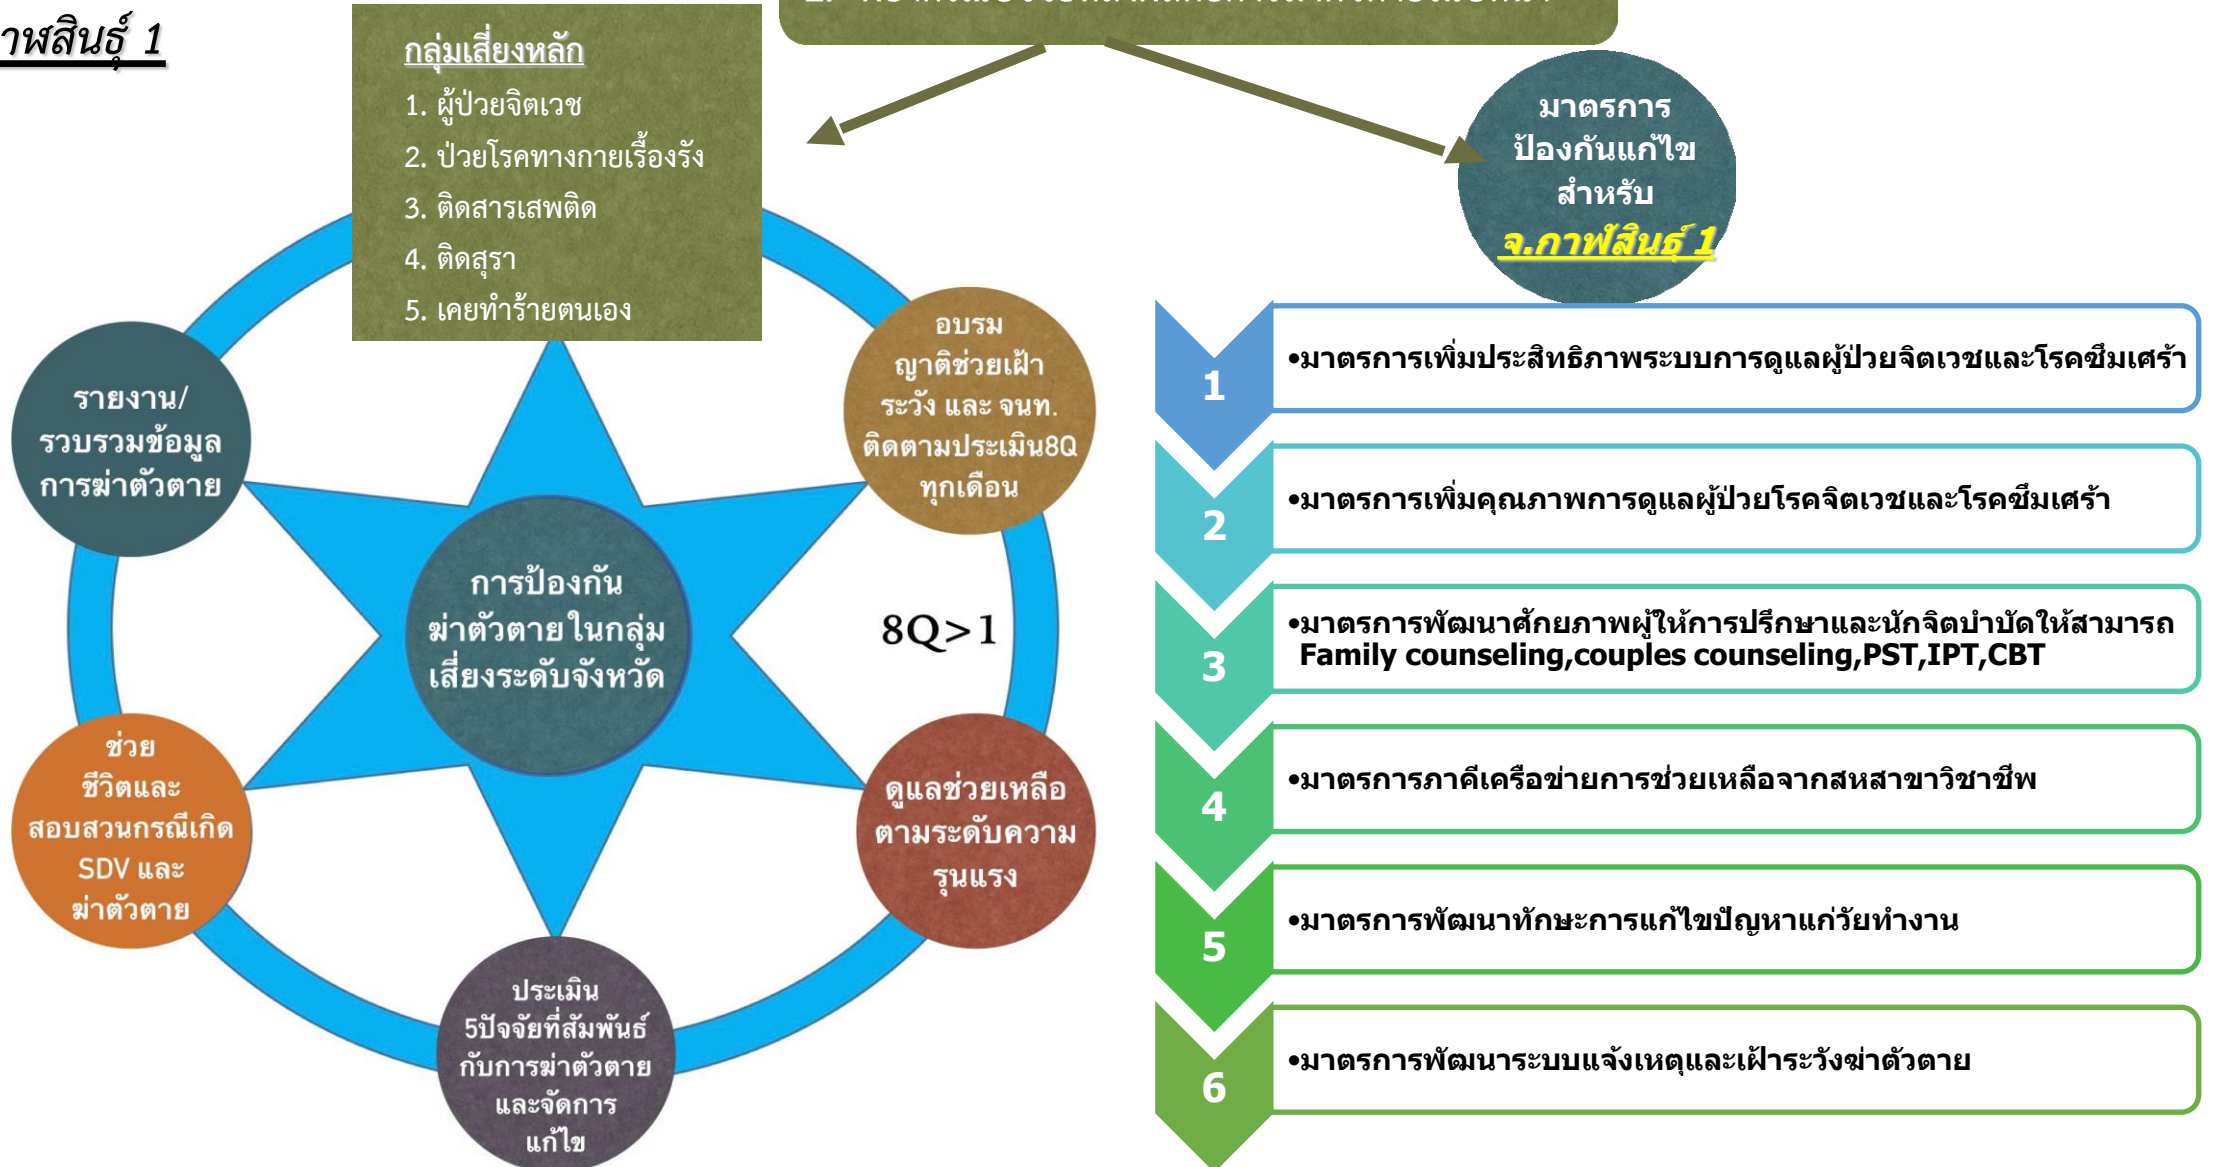 าฬสินธุ์ 1
กลุ่มเสี่ยงหลัก
1. ผู้ป่วยจิตเวช
2. ป่วยโรคทางกายเรื้องรัง
3. ติดสารเสพติด
4. ติดสุรา
5. เคยทำร้ายตนเอง
มาตรการ
ป้องกันแก้ไข
สำหรับ
จ.กาฬสินธุ์ 1
อบรม
ญาติช่วยเฝ้า
ระวัง และ จนท.
ติดตามประเมิน8Q
ทุกเดือน
8Q>1
ดูแลช่วยเหลือ
ตามระดับความ
รุนแรง
ประเมิน
5ปัจจัยที่สัมพันธ์
กับการฆ่าตัวตาย
และจัดการ
แก้ไข
ช่วย
ชีวิตและ
สอบสวนกรณีเกิด
SDV และ
ฆ่าตัวตาย
รายงาน/
รวบรวมข้อมูล
การฆ่าตัวตาย
การป้องกัน
ฆ่าตัวตายในกลุ่ม
เสี่ยงระดับจังหวัด
1
•มาตรการเพิ่มประสิทธิภาพระบบการดูแลผู้ป่วยจิตเวชและโรคซึมเศร้า
2
•มาตรการเพิ่มคุณภาพการดูแลผู้ป่วยโรคจิตเวชและโรคซึมเศร้า
3
•มาตรการพัฒนาศักยภาพผู้ให้การปรึกษาและนักจิตบำบัดให้สามารถ
Family counseling,couples counseling,PST,IPT,CBT
4
•มาตรการภาคีเครือข่ายการช่วยเหลือจากสหสาขาวิชาชีพ
5
•มาตรการพัฒนาทักษะการแก้ไขปัญหาแก่วัยทำงาน
6
•มาตรการพัฒนาระบบแจ้งเหตุและเฝ้าระวังฆ่าตัวตาย